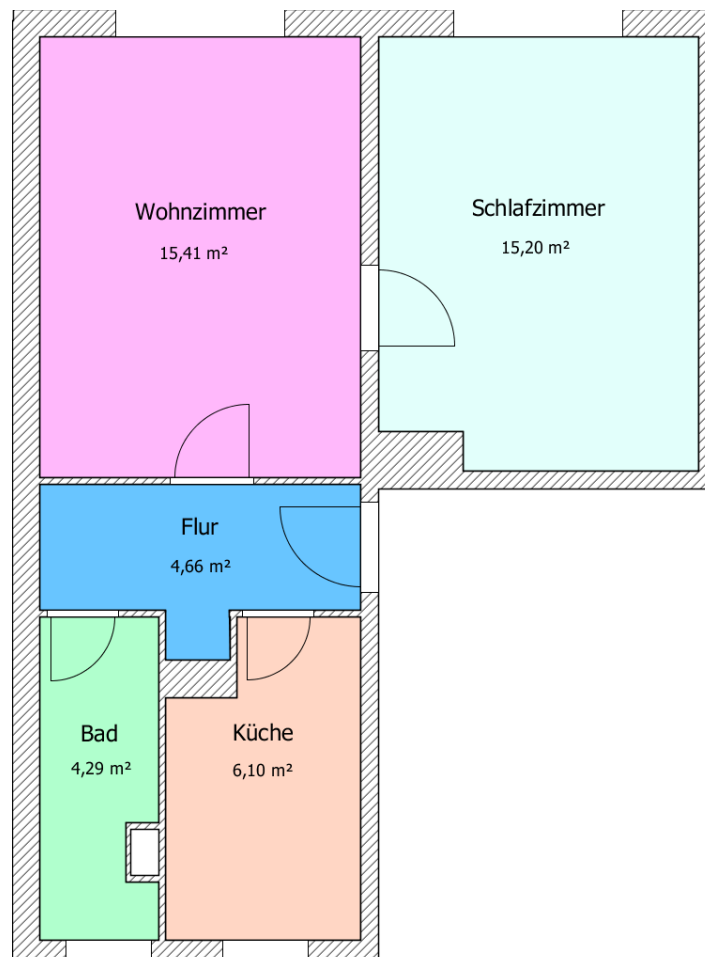 Wohnzimmer
15,41 m²
Schlafzimmer
15,20 m²
Flur
4,66 m²
Bad
4,29 m²
Küche
6,10 m²